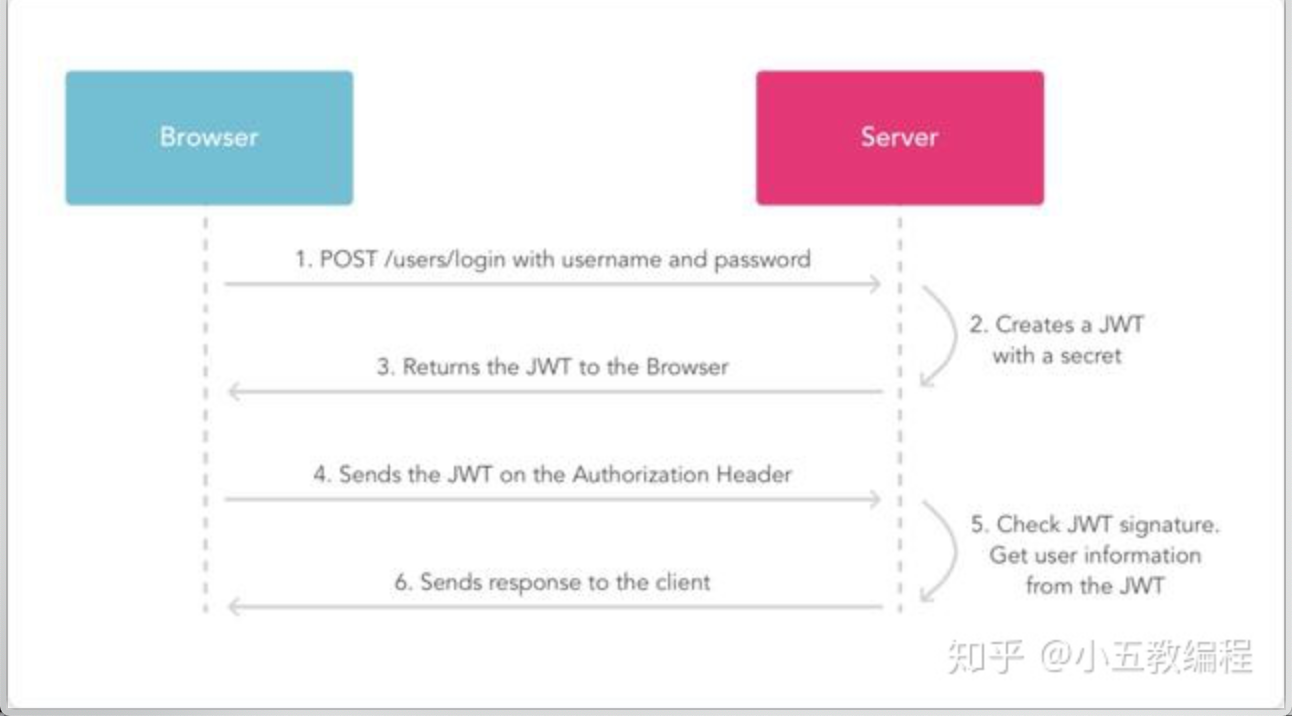 Browser
Server
1. POST /users/login with username and password
2. Creates a JWT
with a secret
3. Returns the JWT to the Browser
4. Sends the JWT on the Authorization Header
5. Check JWT signature.
Get user information
from the JWT
6. Sends response to the client
知乎 @小五教编程